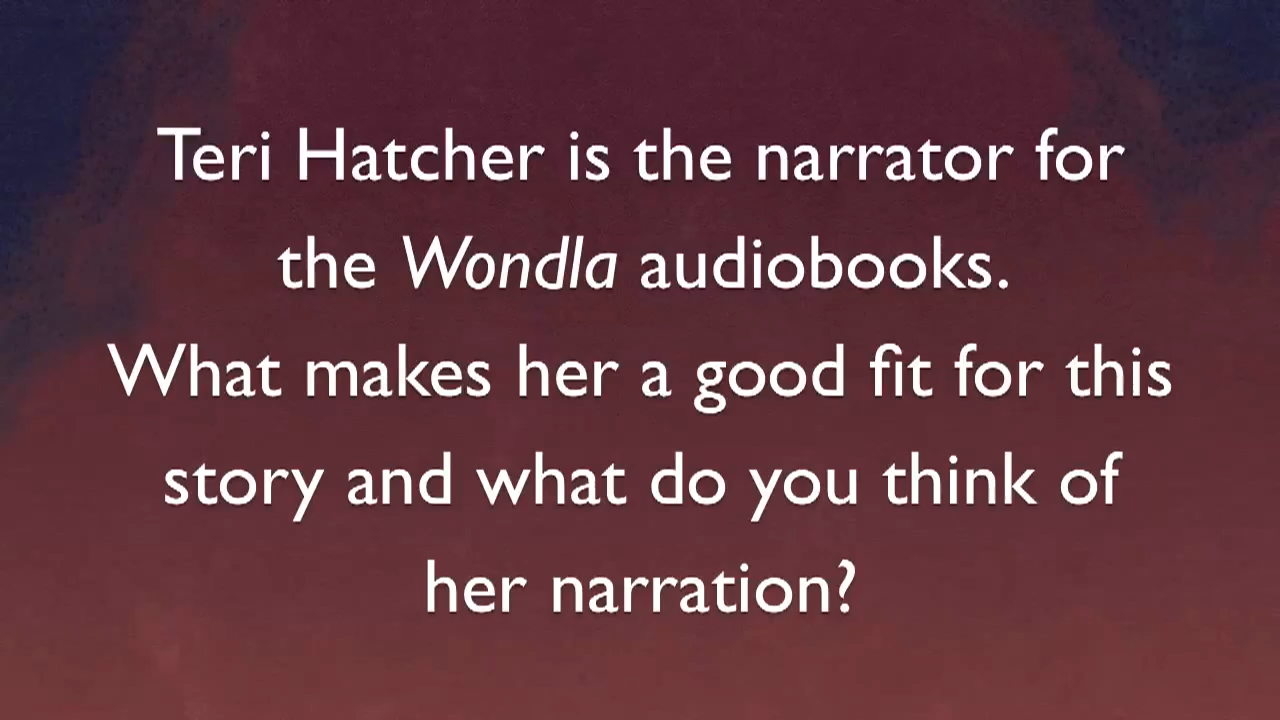 Teri Hatcher is the narrator for
the Wondla audiobooks.
What makes her a good fit for this
story and what do you think of
her narration?